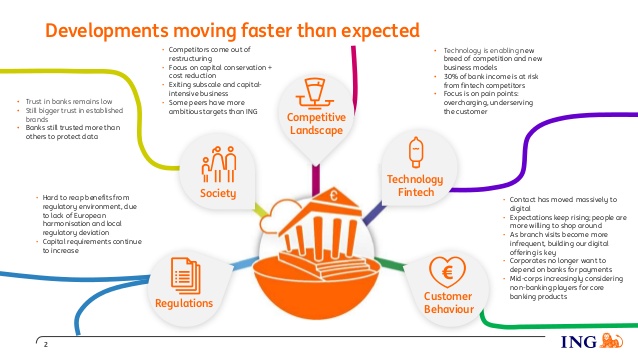 Developments moving faster than expected
• Competitors come out of
restructuring
• Focus on capital conservation +
cost reduction
• Exiting subscale and capital-
intensive business
• Some peers have more
ambitious targets than ING
• Technology is enabling new
breed of competition and new
business models
• 30% of bank income is at risk
from fintech competitors
• Focus is on pain points:
overcharging, underserving
the customer
• Trust in banks remains low
• Still bigger trust in established
brands
• Banks still trusted more than
others to protect data
Competitive
Landscape
Society
Technology
Fintech
• Hard to reap benefits from
regulatory environment, due
to lack of European
harmonisation and local
regulatory deviation
• Capital requirements continue
to increase
• Contact has moved massively to
digital
• Expectations keep rising; people are
more willing to shop around
• As branch visits become more
infrequent, building our digital
offering is key
• Corporates no longer want to
depend on banks for payments
• Mid-corps increasingly considering
non-banking players for core
banking products
€
Regulations
€
Customer
Behaviour
2
ING